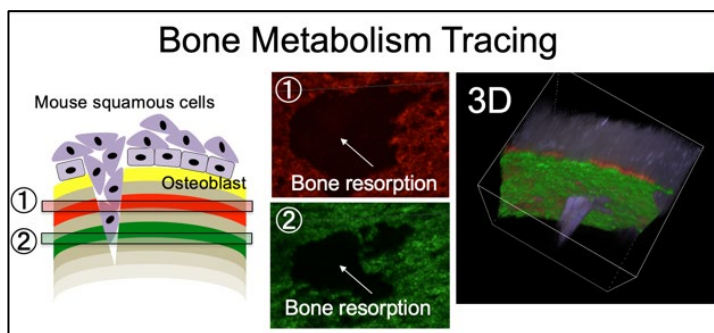 Bone Metabolism Tracing
Mouse squamous cells
Osteoblast
①
②
①
Bone resorption
②
Bone resorption
3D